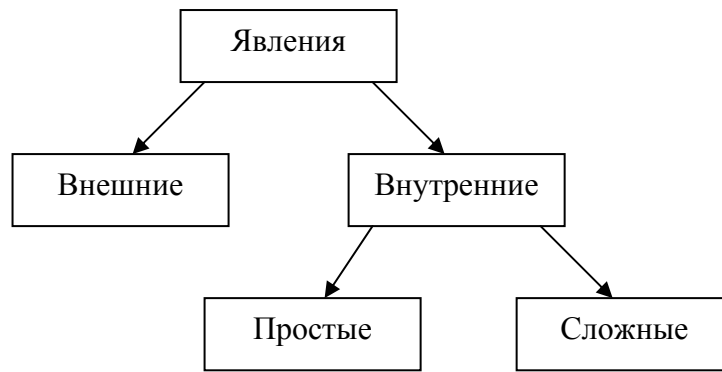 Явления
Внешние
Внутренние
Простые
Сложные